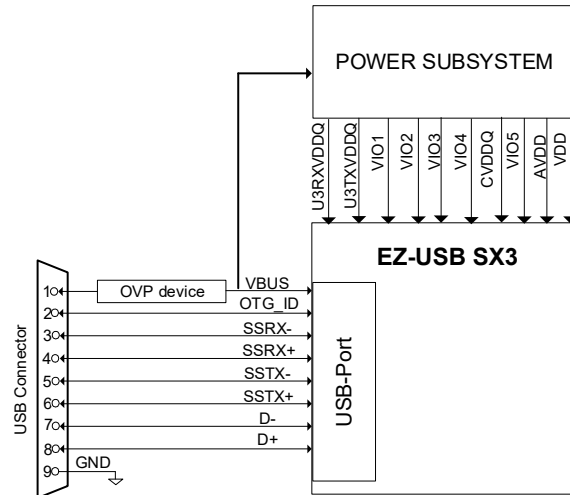 POWER SUBSYSTEM
U3RXVDDQ
U3TXVDDQ
VIO1
VIO2
VIO3
VIO4
CVDDQ
VIO5
AVDD
VDD
EZ-USB SX3
USB Connector
1
OVP device
VBUS
2
OTG_ID
3
SSRX-
4
SSRX+
5
SSTX-
6
SSTX+
7
D-
8
D+
9
GND
USB-Port